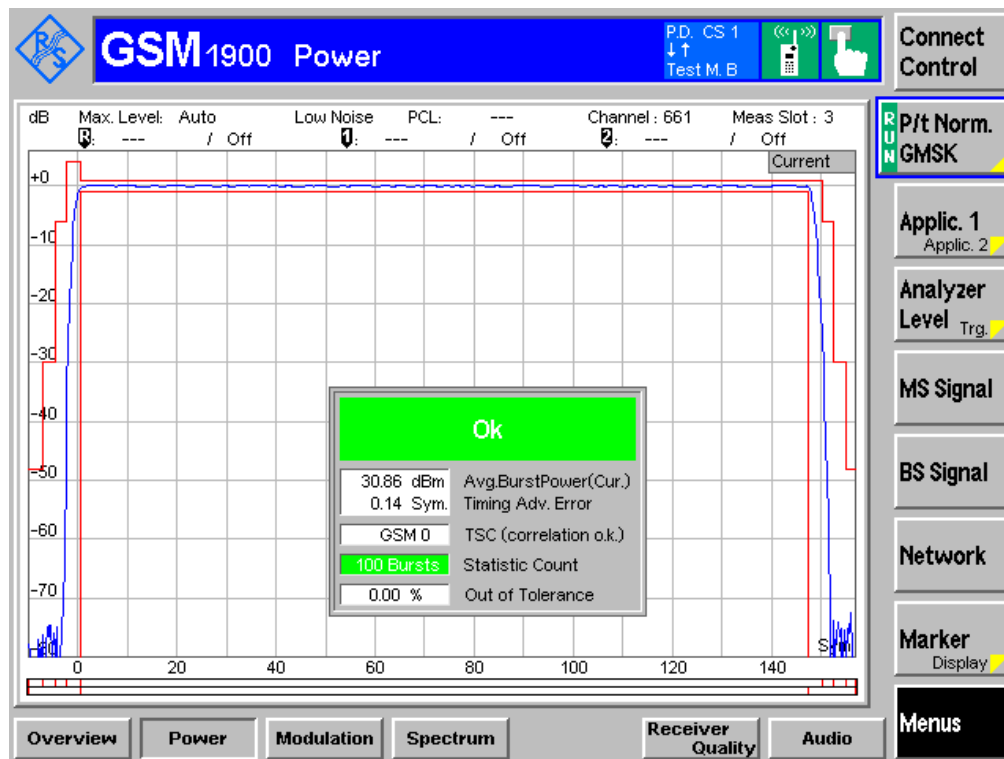 R/S
GSM1900 Power
P.D. CS 1
↓↑
Test M. B
Connect Control
dB Max. Level: Auto Low Noise PCL: --- Channel : 661 Meas Slot : 3
R: --- / Off 1: --- / Off 2: --- / Off
Current
RUN
P/t Norm.
GMSK
+0
-10
-20
-30
-40
-50
-60
-70
Applic. 1
Applic. 2
Analyzer
Level Trg.
MS Signal
BS Signal
Network
Marker
Display
Menus
Ok
30.86 dBm Avg.BurstPower(Cur.)
0.14 Sym. Timing Adv. Error
GSM 0 TSC (correlation o.k.)
100 Bursts Statistic Count
0.00 % Out of Tolerance
0 20 40 60 80 100 120 140
Overview Power Modulation Spectrum Receiver Quality Audio